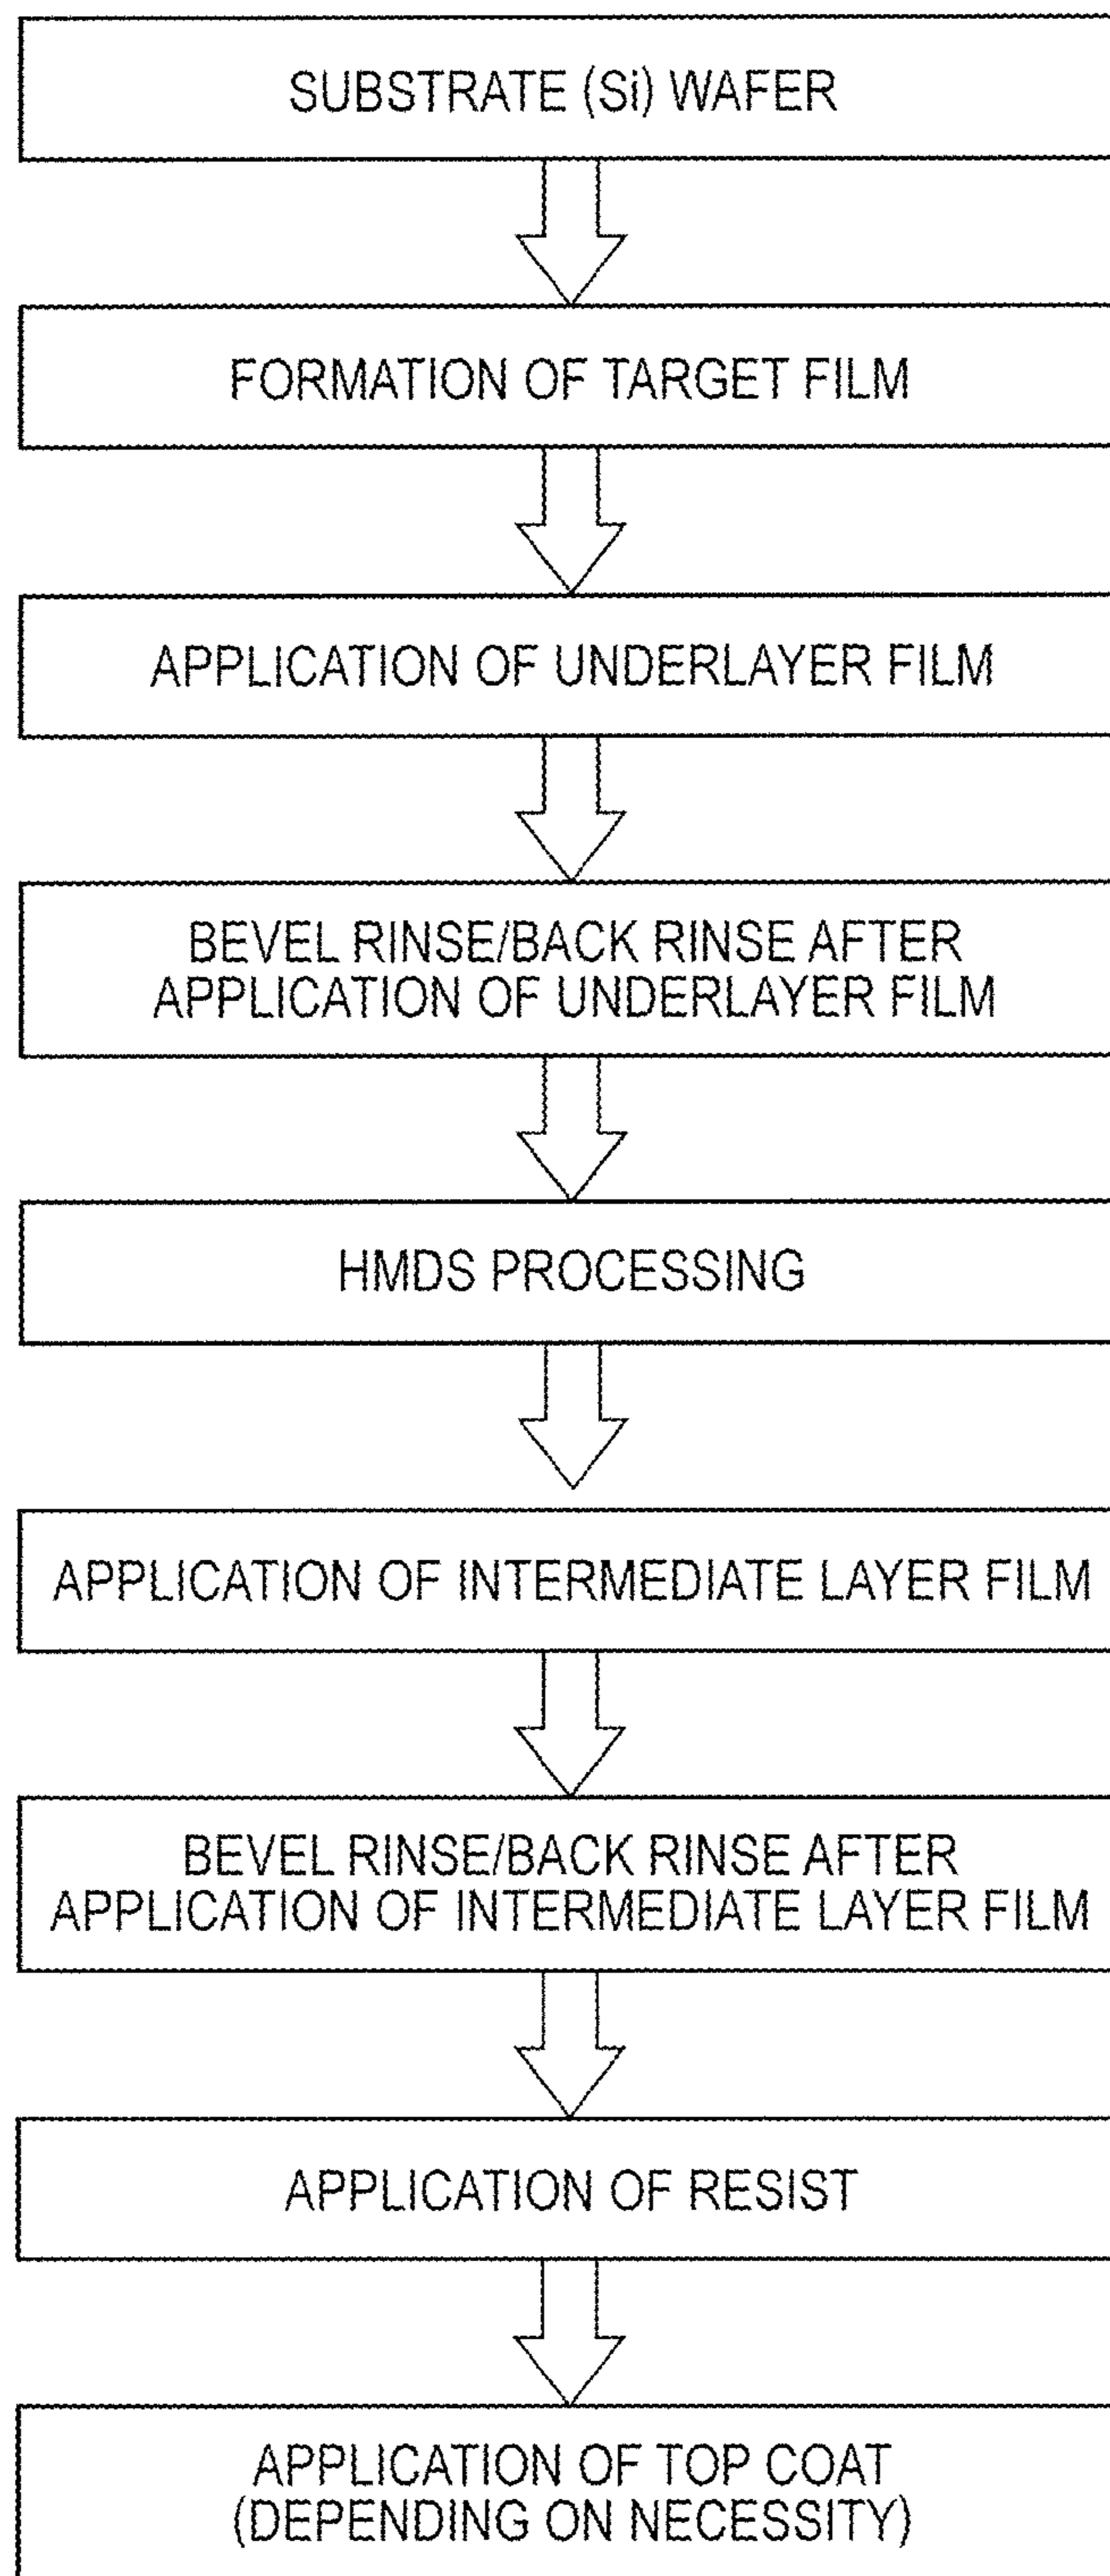 SUBSTRATE (Si) WAFER
FORMATION OF TARGET FILM
APPLICATION OF UNDERLAYER FILM
BEVEL RINSE/BACK RINSE AFTER
APPLICATION OF UNDERLAYER FILM
HMDS PROCESSING
APPLICATION OF INTERMEDIATE LAYER FILM
BEVEL RINSE/BACK RINSE AFTER
APPLICATION OF INTERMEDIATE LAYER FILM
APPLICATION OF RESIST
APPLICATION OF TOP COAT
(DEPENDING ON NECESSITY)